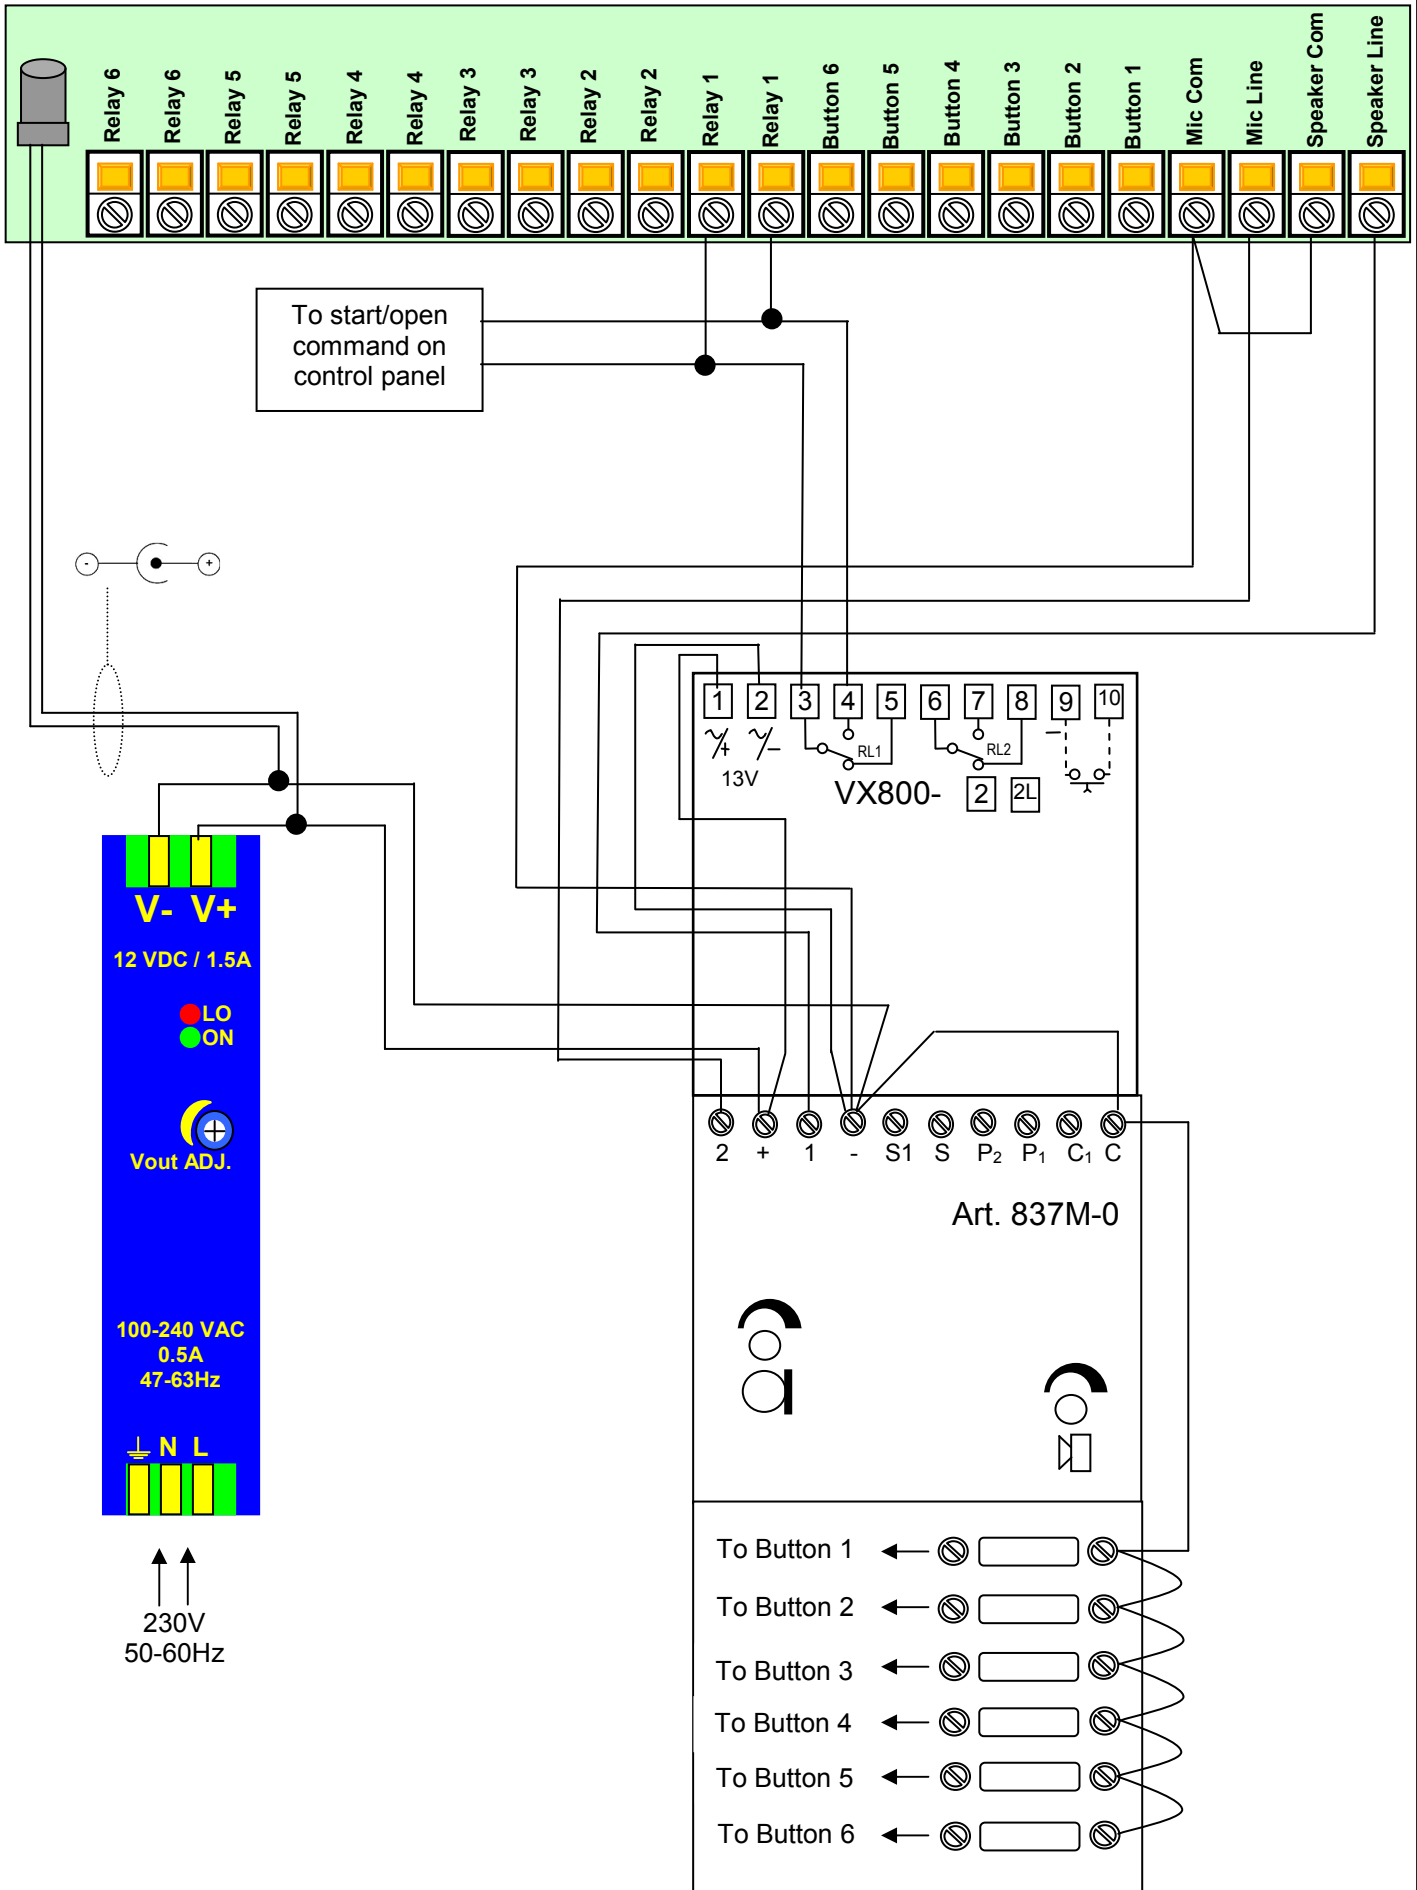 Relay 6
Relay 6
Relay 5
Relay 5
Relay 4
Relay 4
Relay 3
Relay 3
Relay 2
Relay 2
Relay 1
Relay 1
Button 6
Button 5
Button 4
Button 3
Button 2
Button 1
Mic Com
Mic Line
Speaker Com
Speaker Line
To start/open
command on
control panel
- +
1 2 3 4 5 6 7 8 9 10
+ - RL1 RL2
13V
VX800- 2 2L
V- V+
12 VDC / 1.5A
LO
ON
Vout ADJ.
100-240 VAC
0.5A
47-63Hz
N L
230V
50-60Hz
2 + 1 - S1 S P2 P1 C1 C
Art. 837M-0
To Button 1
To Button 2
To Button 3
To Button 4
To Button 5
To Button 6